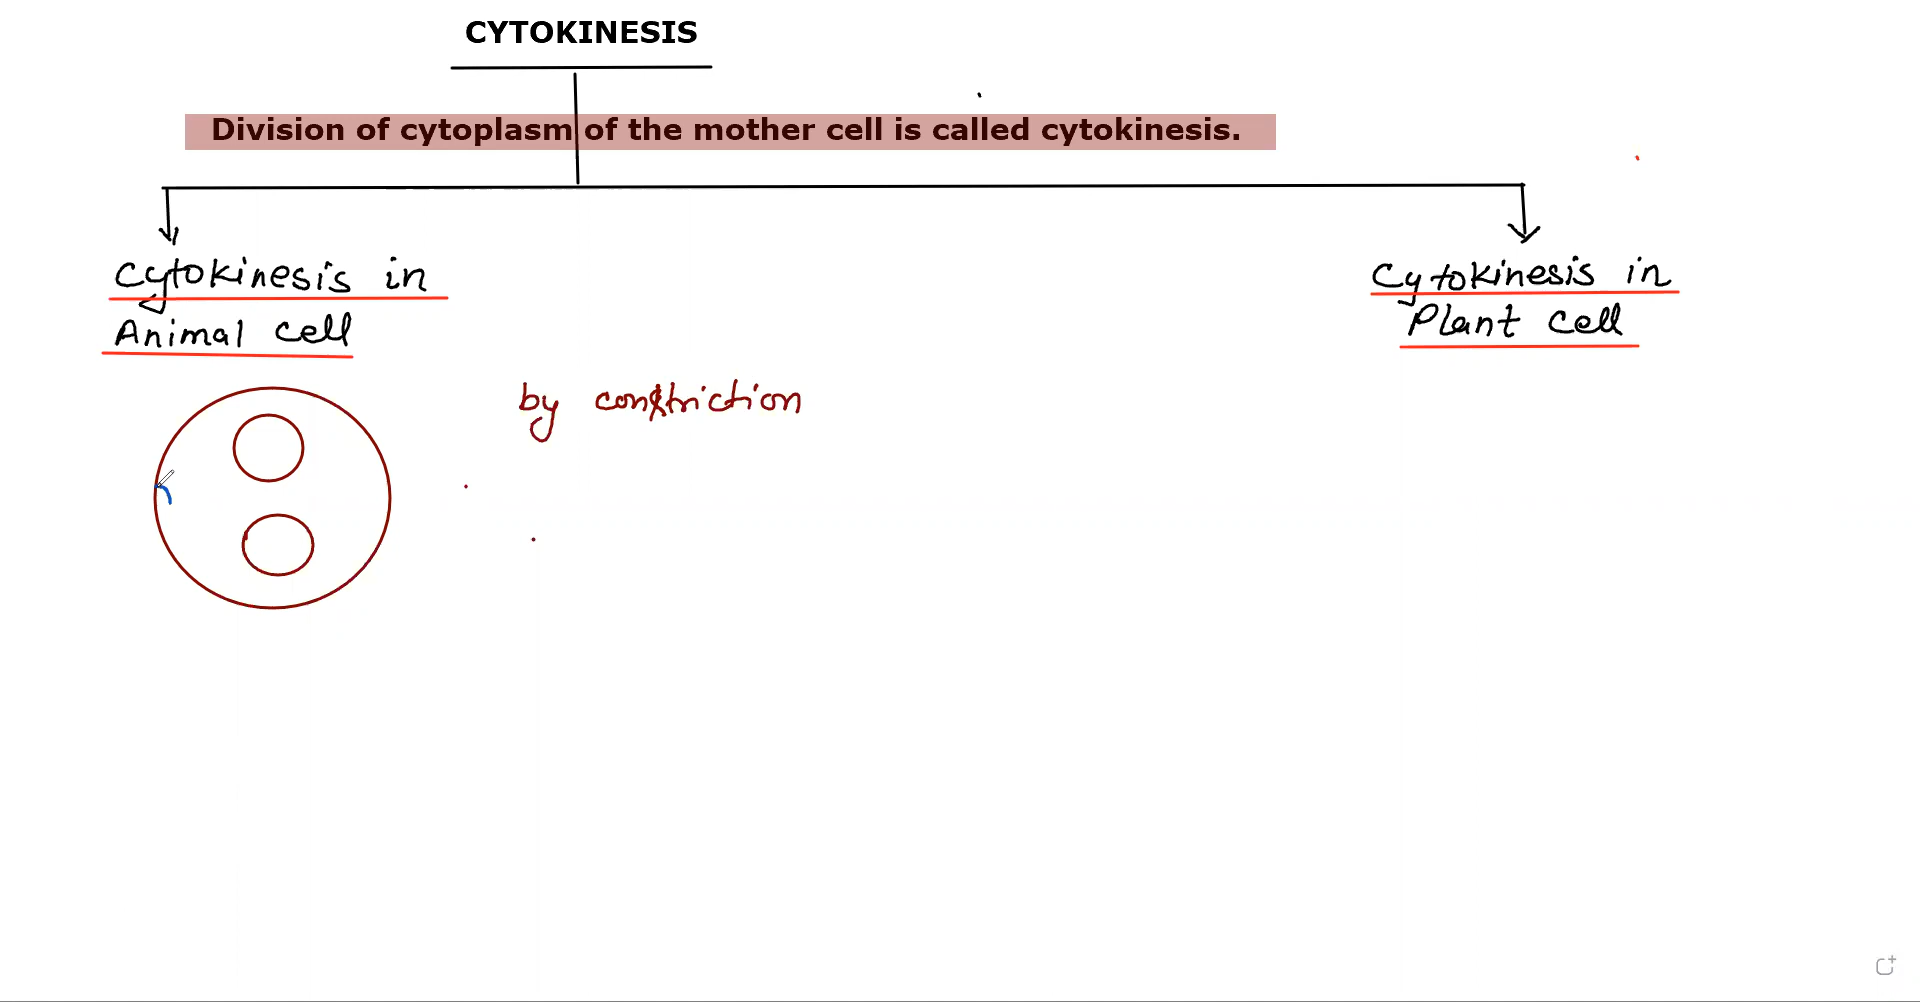 CYTOKINESIS
Division of cytoplasm of the mother cell is called cytokinesis.
Cytokinesis in
Animal cell
Cytokinesis in
Plant cell
by constriction